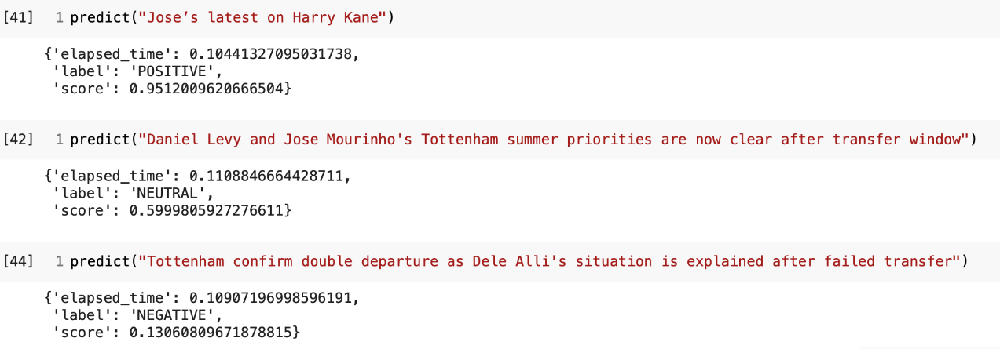 [41] 1 predict("Jose’s latest on Harry Kane")
{'elapsed_time': 0.10441327095031738,
'label': 'POSITIVE',
'score': 0.9512009620666504}
[42] 1 predict("Daniel Levy and Jose Mourinho's Tottenham summer priorities are now clear after transfer window")
{'elapsed_time': 0.1108846664428711,
'label': 'NEUTRAL',
'score': 0.5999805927276611}
[44] 1 predict("Tottenham confirm double departure as Dele Alli's situation is explained after failed transfer")
{'elapsed_time': 0.10907196998596191,
'label': 'NEGATIVE',
'score': 0.13060809671878815}